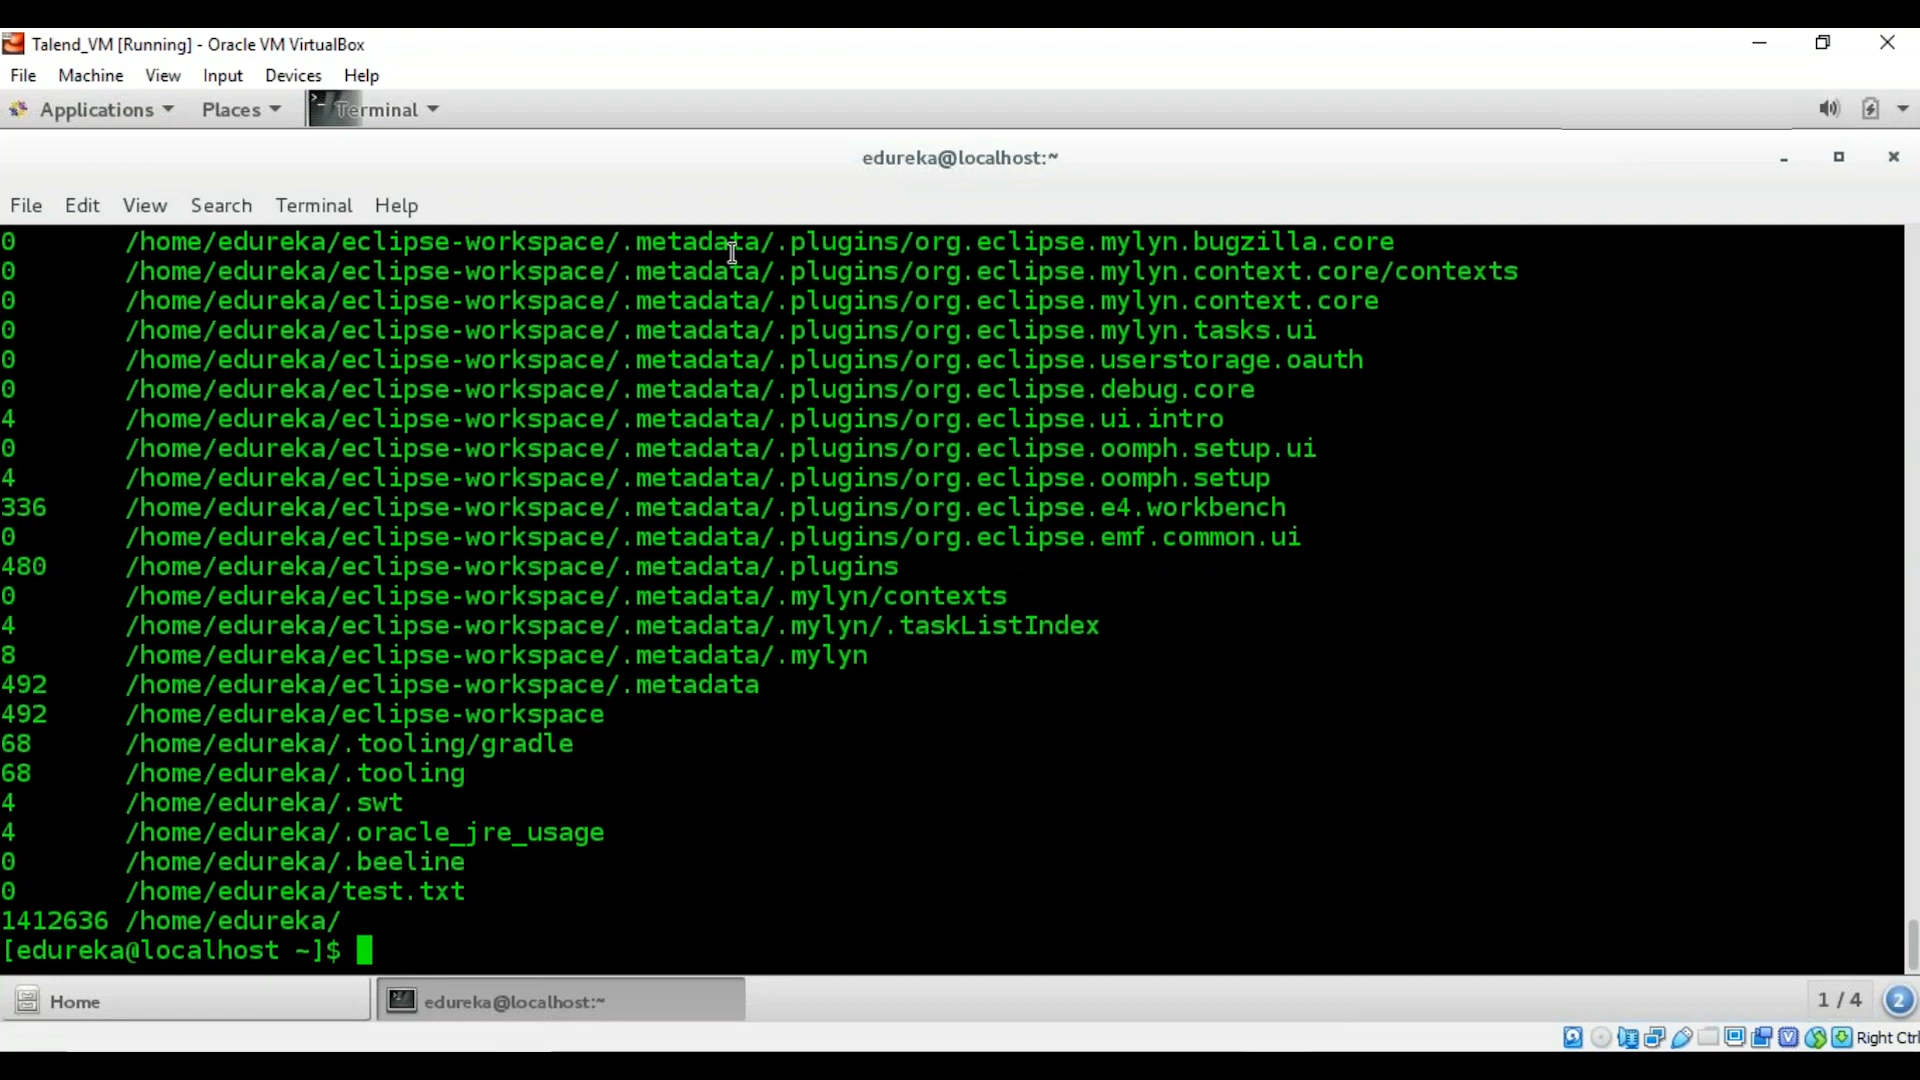 Talend_VM [Running] - Oracle VM VirtualBox
File Machine View Input Devices Help
Applications Places Terminal
edureka@localhost:~
File Edit View Search Terminal Help
0 /home/edureka/eclipse-workspace/.metadata/.plugins/org.eclipse.mylyn.bugzilla.core
0 /home/edureka/eclipse-workspace/.metadata/.plugins/org.eclipse.mylyn.context.core/contexts
0 /home/edureka/eclipse-workspace/.metadata/.plugins/org.eclipse.mylyn.context.core
0 /home/edureka/eclipse-workspace/.metadata/.plugins/org.eclipse.mylyn.tasks.ui
0 /home/edureka/eclipse-workspace/.metadata/.plugins/org.eclipse.userstorage.oauth
0 /home/edureka/eclipse-workspace/.metadata/.plugins/org.eclipse.debug.core
4 /home/edureka/eclipse-workspace/.metadata/.plugins/org.eclipse.ui.intro
0 /home/edureka/eclipse-workspace/.metadata/.plugins/org.eclipse.oomph.setup.ui
4 /home/edureka/eclipse-workspace/.metadata/.plugins/org.eclipse.oomph.setup
336 /home/edureka/eclipse-workspace/.metadata/.plugins/org.eclipse.e4.workbench
0 /home/edureka/eclipse-workspace/.metadata/.plugins/org.eclipse.emf.common.ui
480 /home/edureka/eclipse-workspace/.metadata/.plugins
0 /home/edureka/eclipse-workspace/.metadata/.mylyn/contexts
4 /home/edureka/eclipse-workspace/.metadata/.mylyn/.taskListIndex
8 /home/edureka/eclipse-workspace/.metadata/.mylyn
492 /home/edureka/eclipse-workspace/.metadata
492 /home/edureka/eclipse-workspace
68 /home/edureka/.tooling/gradle
68 /home/edureka/.tooling
4 /home/edureka/.swt
4 /home/edureka/.oracle_jre_usage
0 /home/edureka/.beeline
0 /home/edureka/test.txt
1412636 /home/edureka/
[edureka@localhost ~]$
Home edureka@localhost:~ 1 / 4 2
Right Ctrl